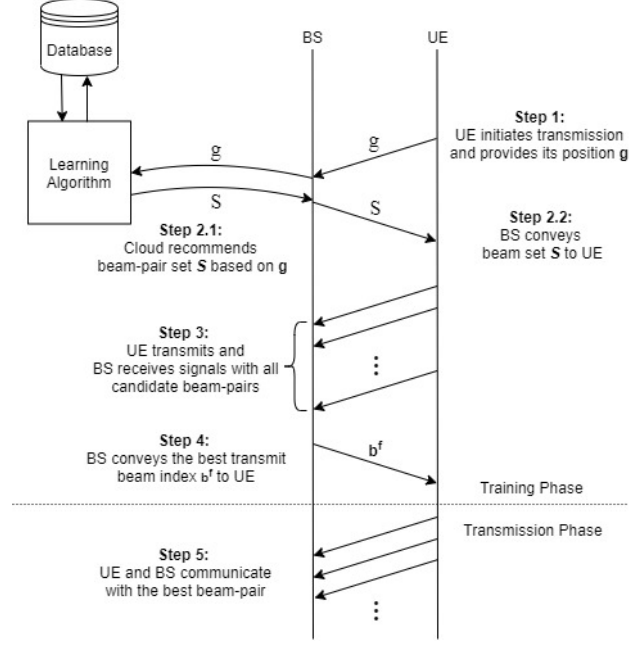 Database
BS
UE
Learning
Algorithm
g
S
g
Step 1:
UE initiates transmission
and provides its position g
Step 2.1:
Cloud recommends
beam-pair set S based on g
S
Step 2.2:
BS conveys
beam set S to UE
Step 3:
UE transmits and
BS receives signals with all
candidate beam-pairs
⋮
Step 4:
BS conveys the best transmit
beam index bᶠ to UE
bᶠ
Training Phase
Transmission Phase
Step 5:
UE and BS communicate
with the best beam-pair
⋮